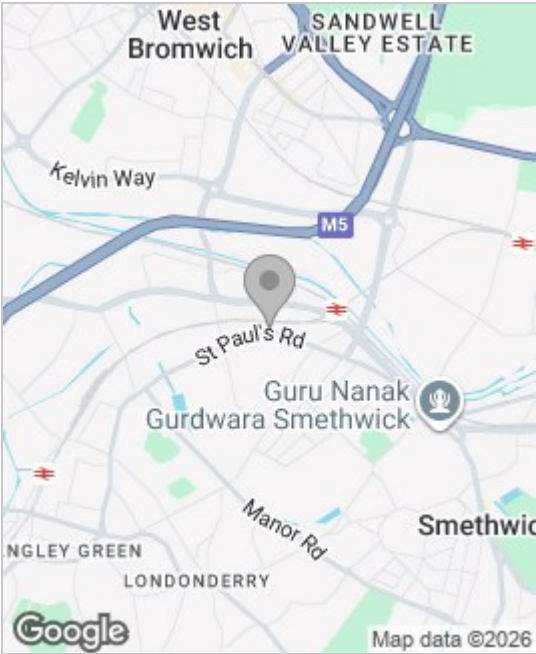 West
Bromwich
SANDWELL
VALLEY ESTATE
Kelvin Way
M5
St Paul's Rd
Guru Nanak
Gurdwara Smethwick
Manor Rd
Smethwic
NGLEY GREEN
LONDONDERRY
Google
Map data ©2026